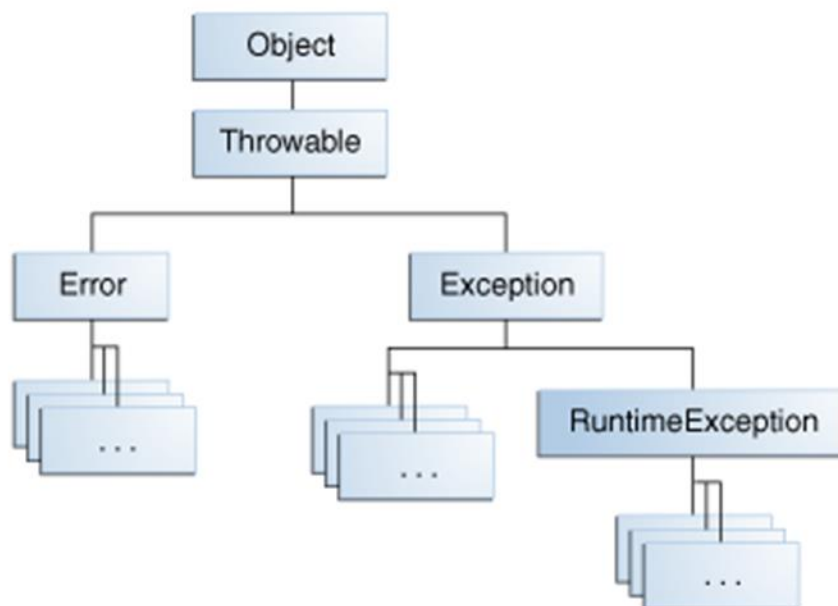 Object
Throwable
Error
Exception
...
...
RuntimeException
...